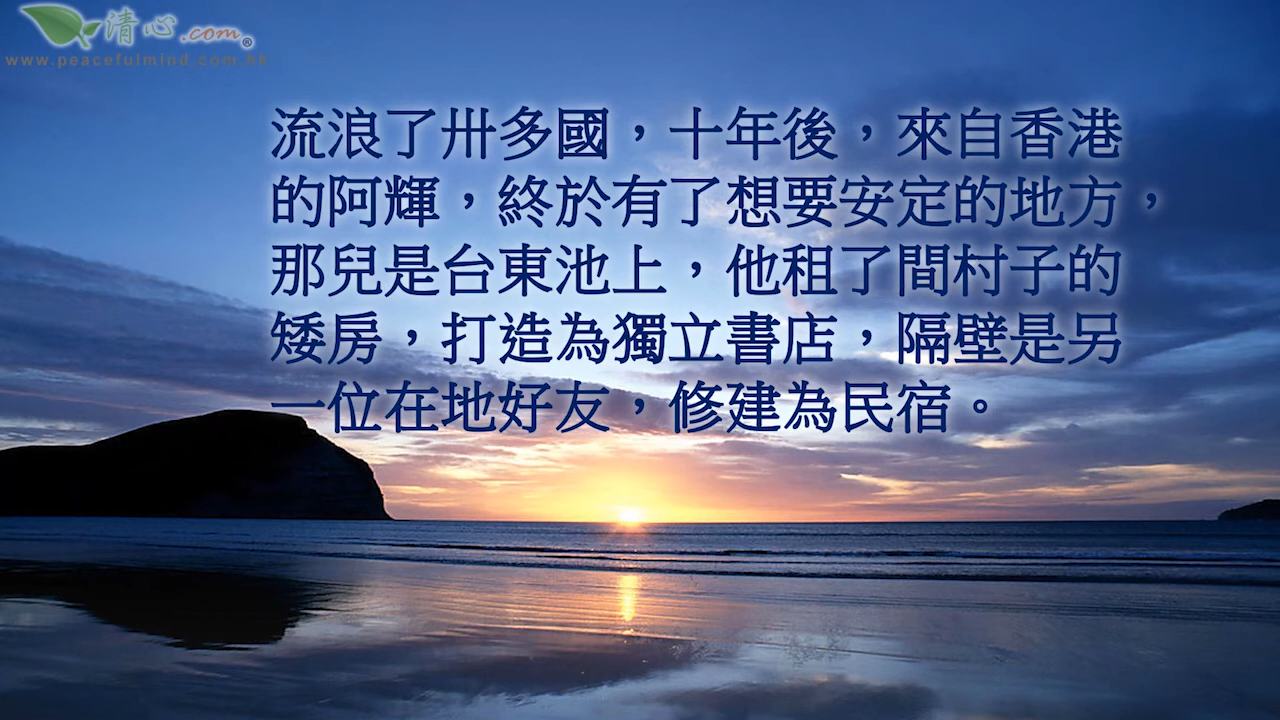 清心.com®
www.peacefulmind.com.hk
流浪了卅多國，十年後，來自香港
的阿輝，終於有了想要安定的地方，
那兒是台東池上，他租了間村子的
矮房，打造為獨立書店，隔壁是另
一位在地好友，修建為民宿。